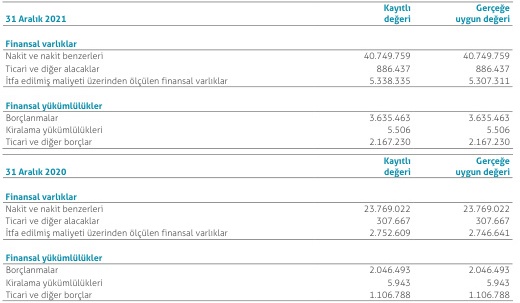 Kayıtlı Gerçeğe
31 Aralık 2021 değeri uygun değeri
Finansal varlıklar
Nakit ve nakit benzerleri 40.749.759 40.749.759
Ticari ve diğer alacaklar 886.437 886.437
İtfa edilmiş maliyeti üzerinden ölçülen finansal varlıklar 5.338.335 5.307.311
Finansal yükümlülükler
Borçlanmalar 3.635.463 3.635.463
Kiralama yükümlülükleri 5.506 5.506
Ticari ve diğer borçlar 2.167.230 2.167.230
Kayıtlı Gerçeğe
31 Aralık 2020 değeri uygun değeri
Finansal varlıklar
Nakit ve nakit benzerleri 23.769.022 23.769.022
Ticari ve diğer alacaklar 307.667 307.667
İtfa edilmiş maliyeti üzerinden ölçülen finansal varlıklar 2.752.609 2.746.641
Finansal yükümlülükler
Borçlanmalar 2.046.493 2.046.493
Kiralama yükümlülükleri 5.943 5.943
Ticari ve diğer borçlar 1.106.788 1.106.788